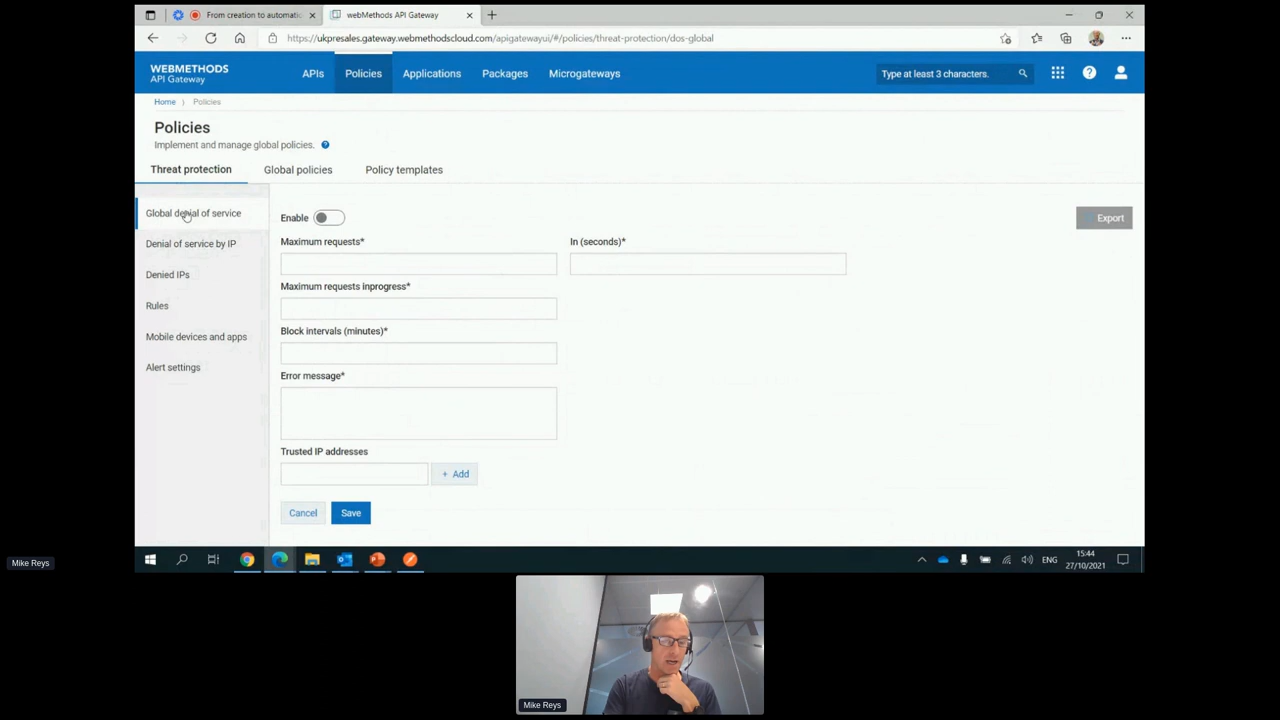 From creation to automatic
webMethods API Gateway
https://ukpresales.gateway.webmethodscloud.com/apigatewayui/#/policies/threat-protection/dos-global
WEBMETHODS
API Gateway
APIs
Policies
Applications
Packages
Microgateways
Type at least 3 characters.
Home
Policies
Policies
Implement and manage global policies.
Threat protection
Global policies
Policy templates
Global denial of service
Denial of service by IP
Denied IPs
Rules
Mobile devices and apps
Alert settings
Enable
Export
Maximum requests*
In (seconds)*
Maximum requests inprogress*
Block intervals (minutes)*
Error message*
Trusted IP addresses
+ Add
Cancel
Save
ENG
15:44
27/10/2021
Mike Reys
Mike Reys